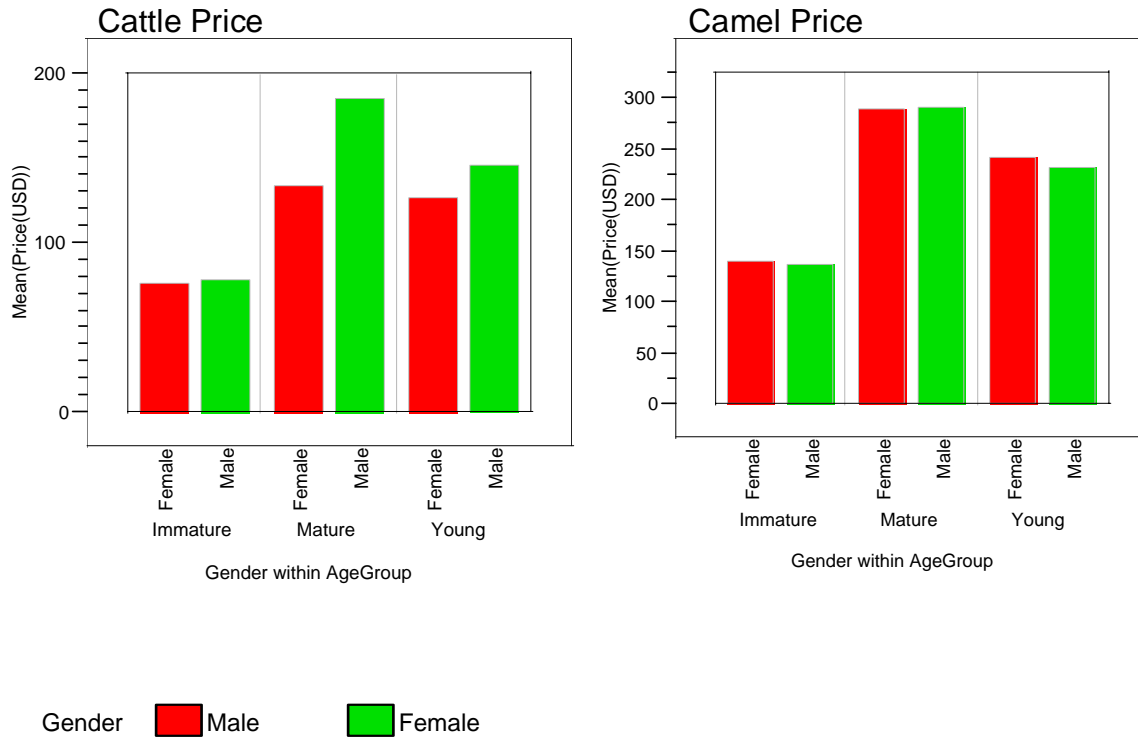 Cattle Price
200
100
0
Mean(Price(USD))
Female
Male
Female
Male
Female
Male
Immature
Mature
Young
Gender within AgeGroup
Camel Price
300
250
200
150
100
50
0
Mean(Price(USD))
Female
Male
Female
Male
Female
Male
Immature
Mature
Young
Gender within AgeGroup
Gender Male Female